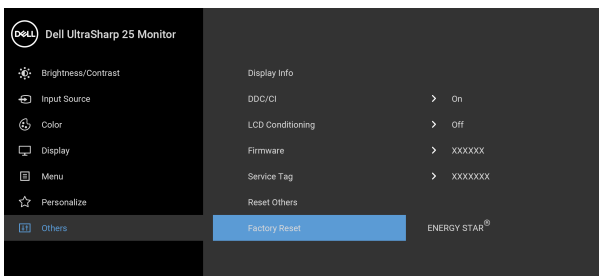 DELL Dell UltraSharp 25 Monitor
Brightness/Contrast Display Info
Input Source DDC/CI On
Color LCD Conditioning Off
Display Firmware XXXXXX
Menu Service Tag XXXXXXX
Personalize Reset Others
Others Factory Reset ENERGY STAR®